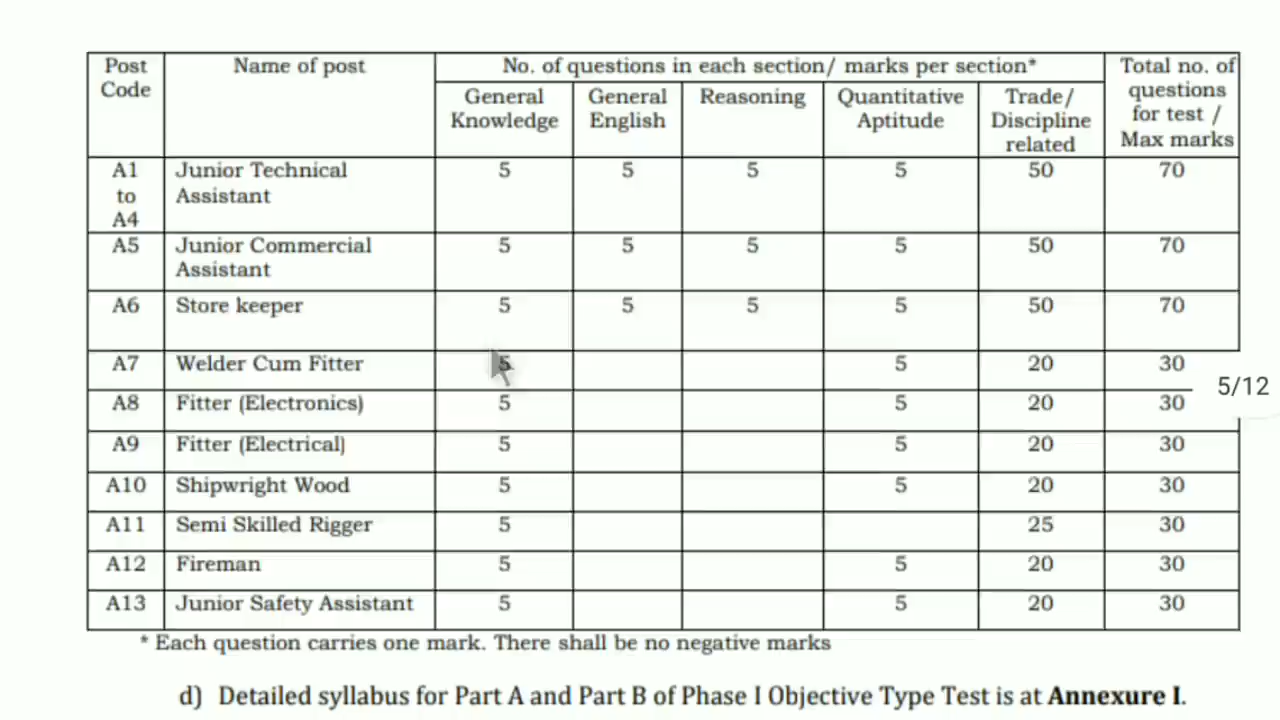 Post Code | Name of post | No. of questions in each section/ marks per section* | Total no. of questions for test / Max marks
General Knowledge | General English | Reasoning | Quantitative Aptitude | Trade/ Discipline related
A1 to A4 | Junior Technical Assistant | 5 | 5 | 5 | 5 | 50 | 70
A5 | Junior Commercial Assistant | 5 | 5 | 5 | 5 | 50 | 70
A6 | Store keeper | 5 | 5 | 5 | 5 | 50 | 70
A7 | Welder Cum Fitter | 5 | | | 5 | 20 | 30
5/12
A8 | Fitter (Electronics) | 5 | | | 5 | 20 | 30
A9 | Fitter (Electrical) | 5 | | | 5 | 20 | 30
A10 | Shipwright Wood | 5 | | | 5 | 20 | 30
A11 | Semi Skilled Rigger | 5 | | | | 25 | 30
A12 | Fireman | 5 | | | 5 | 20 | 30
A13 | Junior Safety Assistant | 5 | | | 5 | 20 | 30
* Each question carries one mark. There shall be no negative marks
d) Detailed syllabus for Part A and Part B of Phase I Objective Type Test is at Annexure I.